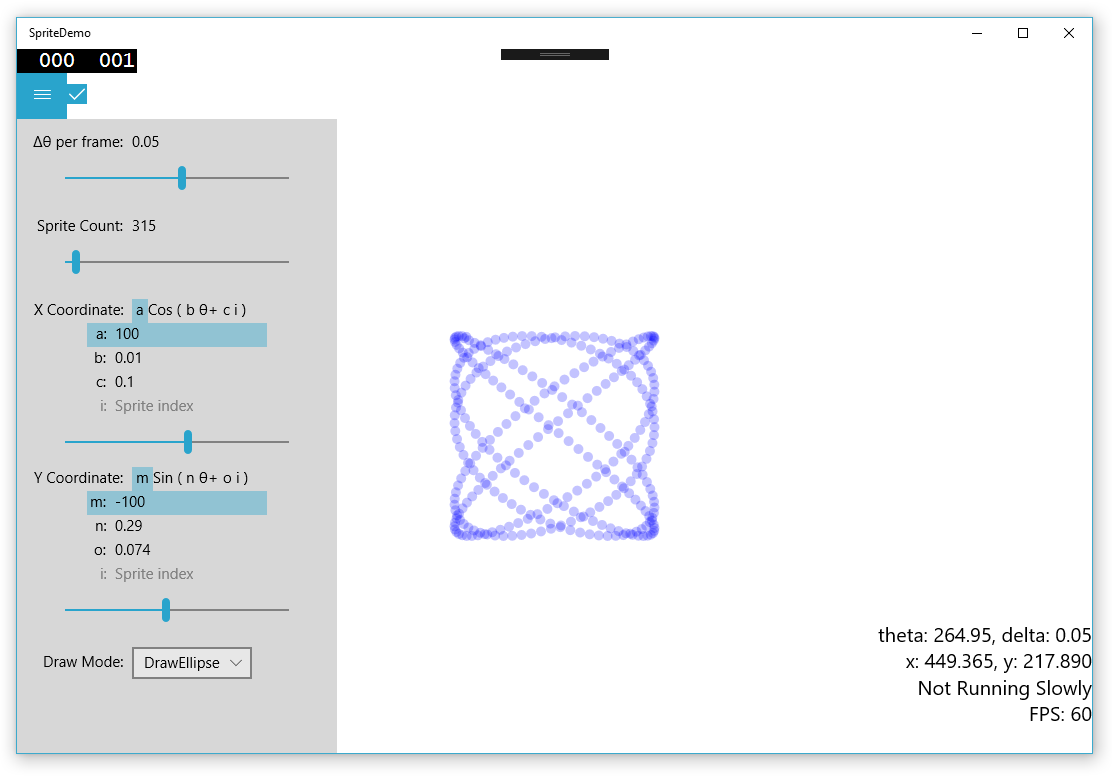 SpriteDemo
000 001
Δθ per frame: 0.05
Sprite Count: 315
X Coordinate: a Cos ( b θ+ c i )
a: 100
b: 0.01
c: 0.1
i: Sprite index
Y Coordinate: m Sin ( n θ+ o i )
m: -100
n: 0.29
o: 0.074
i: Sprite index
Draw Mode: DrawEllipse
theta: 264.95, delta: 0.05
x: 449.365, y: 217.890
Not Running Slowly
FPS: 60